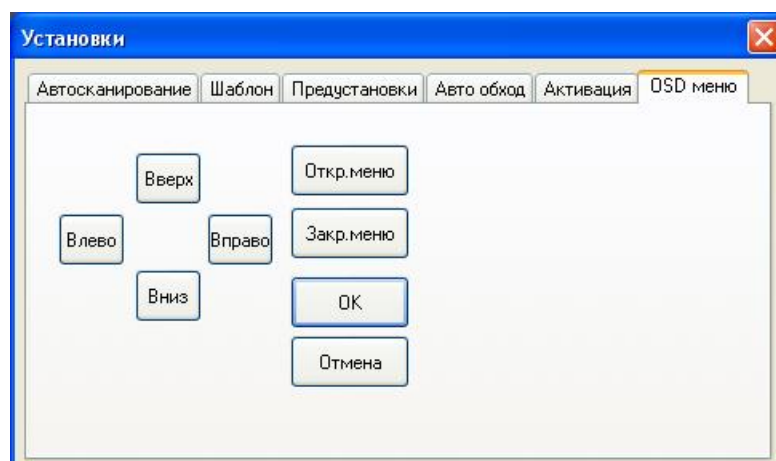 Установки
Автосканирование Шаблон Предустановки Авто обход Активация OSD меню
Вверх
Откр.меню
Влево
Вправо
Закр.меню
Вниз
OK
Отмена